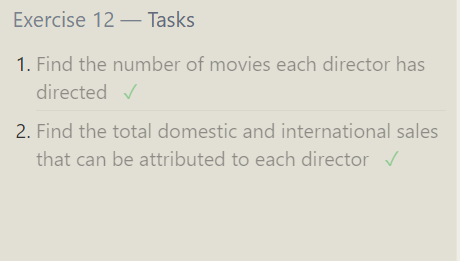 Exercise 12 — Tasks
1. Find the number of movies each director has
directed ✓
2. Find the total domestic and international sales
that can be attributed to each director ✓